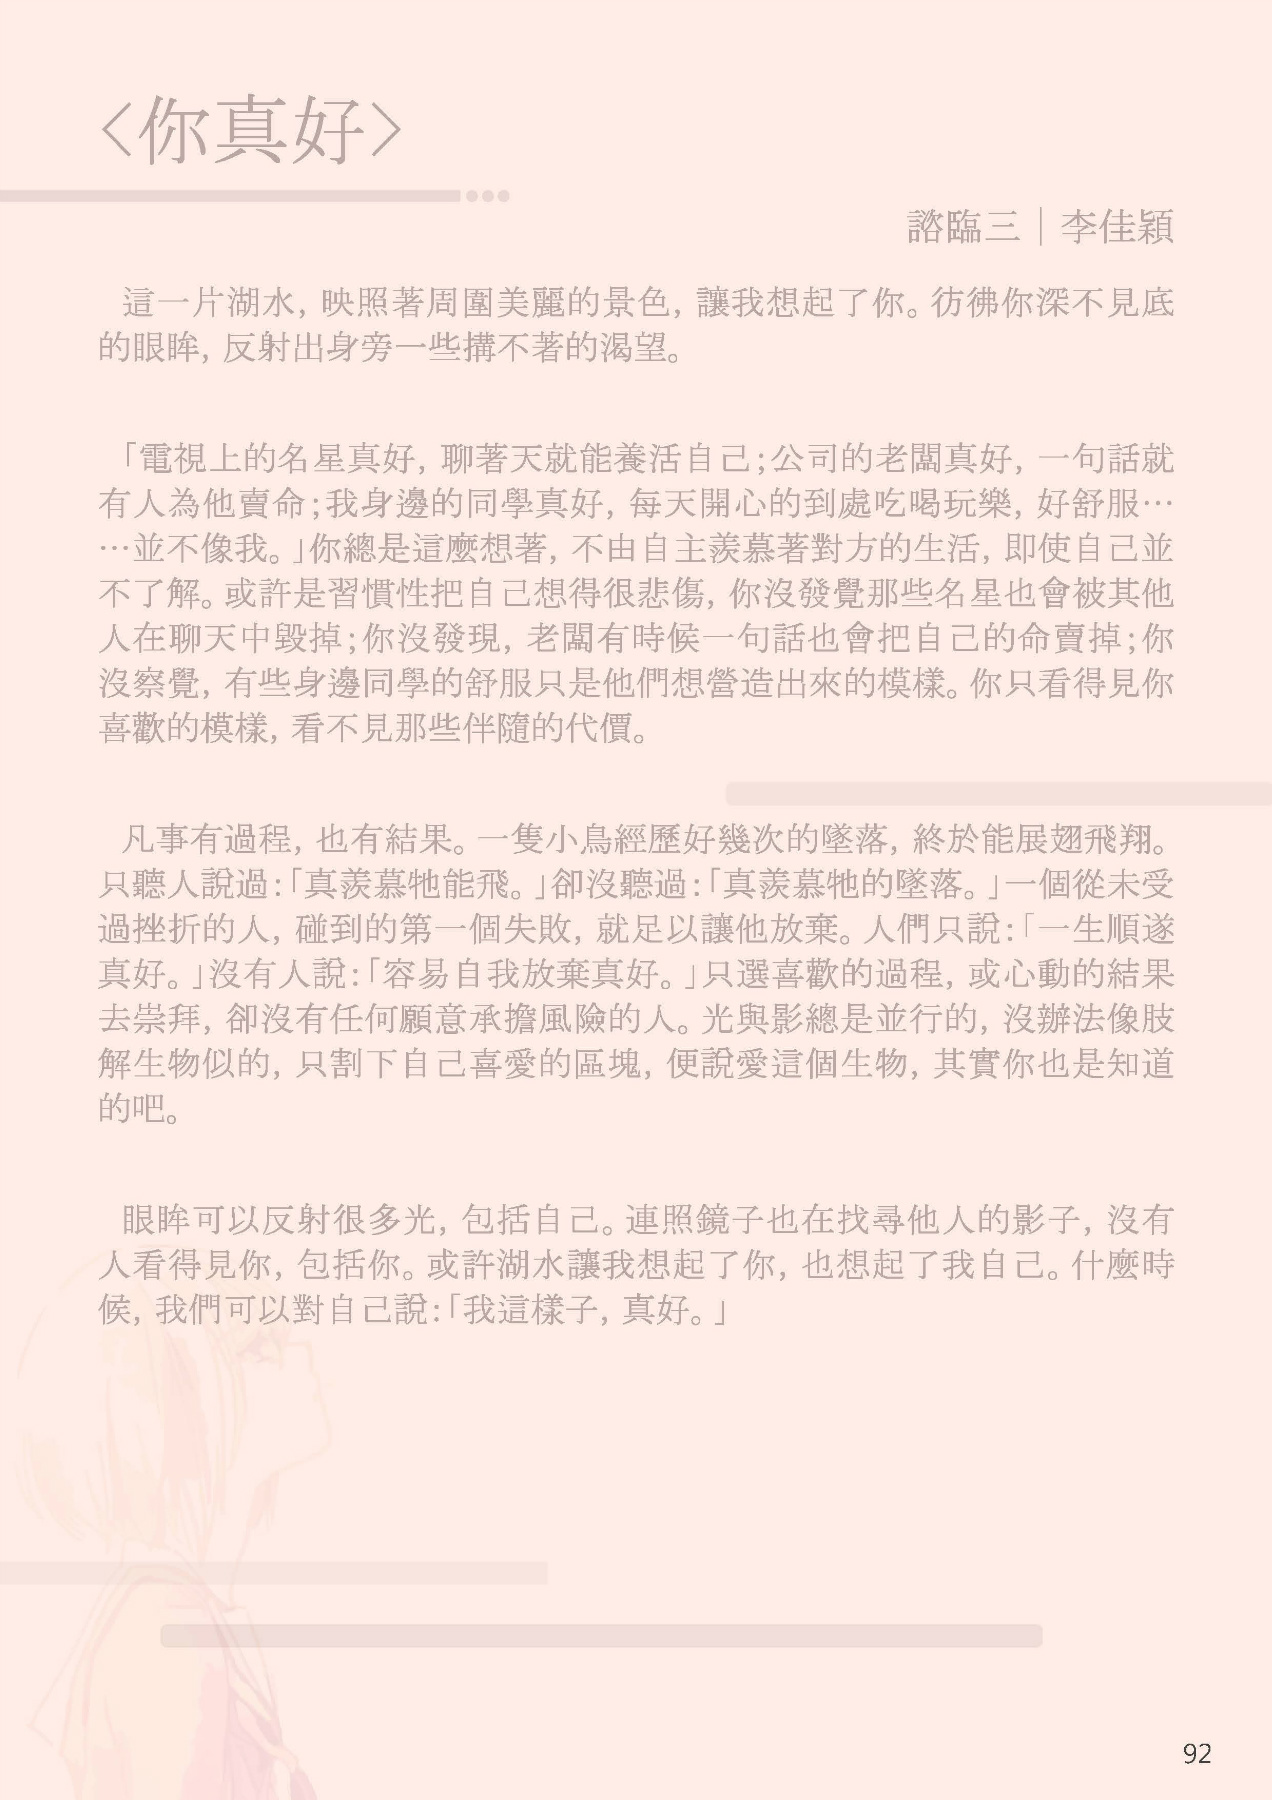 <你真好>
諮臨三｜李佳穎
這一片湖水, 映照著周圍美麗的景色, 讓我想起了你。彷彿你深不見底
的眼眸, 反射出身旁一些搆不著的渴望。
「電視上的名星真好, 聊著天就能養活自己;公司的老闆真好, 一句話就
有人為他賣命;我身邊的同學真好, 每天開心的到處吃喝玩樂, 好舒服…
…並不像我。」你總是這麼想著, 不由自主羨慕著對方的生活, 即使自己並
不了解。或許是習慣性把自己想得很悲傷, 你沒發覺那些名星也會被其他
人在聊天中毀掉;你沒發現, 老闆有時候一句話也會把自己的命賣掉;你
沒察覺, 有些身邊同學的舒服只是他們想營造出來的模樣。你只看得見你
喜歡的模樣, 看不見那些伴隨的代價。
凡事有過程, 也有結果。一隻小鳥經歷好幾次的墜落, 終於能展翅飛翔。
只聽人說過:「真羨慕牠能飛。」卻沒聽過:「真羨慕牠的墜落。」一個從未受
過挫折的人, 碰到的第一個失敗, 就足以讓他放棄。人們只說:「一生順遂
真好。」沒有人說:「容易自我放棄真好。」只選喜歡的過程, 或心動的結果
去崇拜, 卻沒有任何願意承擔風險的人。光與影總是並行的, 沒辦法像肢
解生物似的, 只割下自己喜愛的區塊, 便說愛這個生物, 其實你也是知道
的吧。
眼眸可以反射很多光, 包括自己。連照鏡子也在找尋他人的影子, 沒有
人看得見你, 包括你。或許湖水讓我想起了你, 也想起了我自己。什麼時
候, 我們可以對自己說:「我這樣子, 真好。」
92